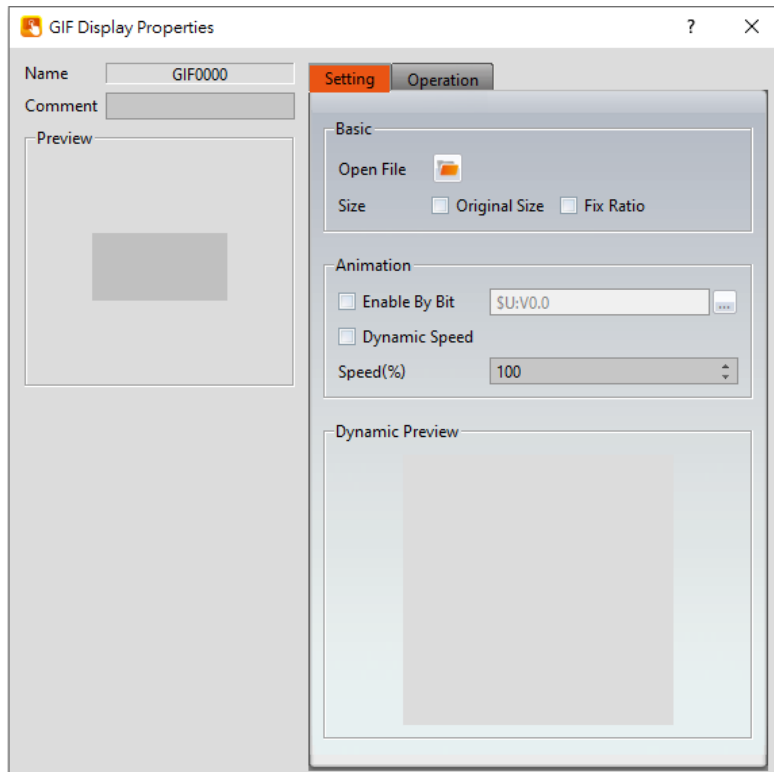 GIF Display Properties
? ×
Name GIF0000
Comment
Preview
Setting Operation
Basic
Open File
Size Original Size Fix Ratio
Animation
Enable By Bit $U:V0.0 ...
Dynamic Speed
Speed(%) 100
Dynamic Preview